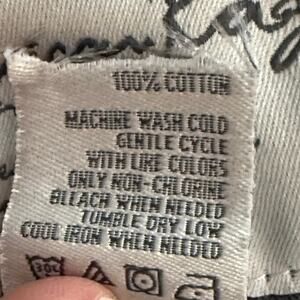 100% COTTON
MACHINE WASH COLD
GENTLE CYCLE
WITH LIKE COLORS
ONLY NON-CHLORINE
BLEACH WHEN NEEDED
TUMBLE DRY LOW
COOL IRON WHEN NEEDED
30C